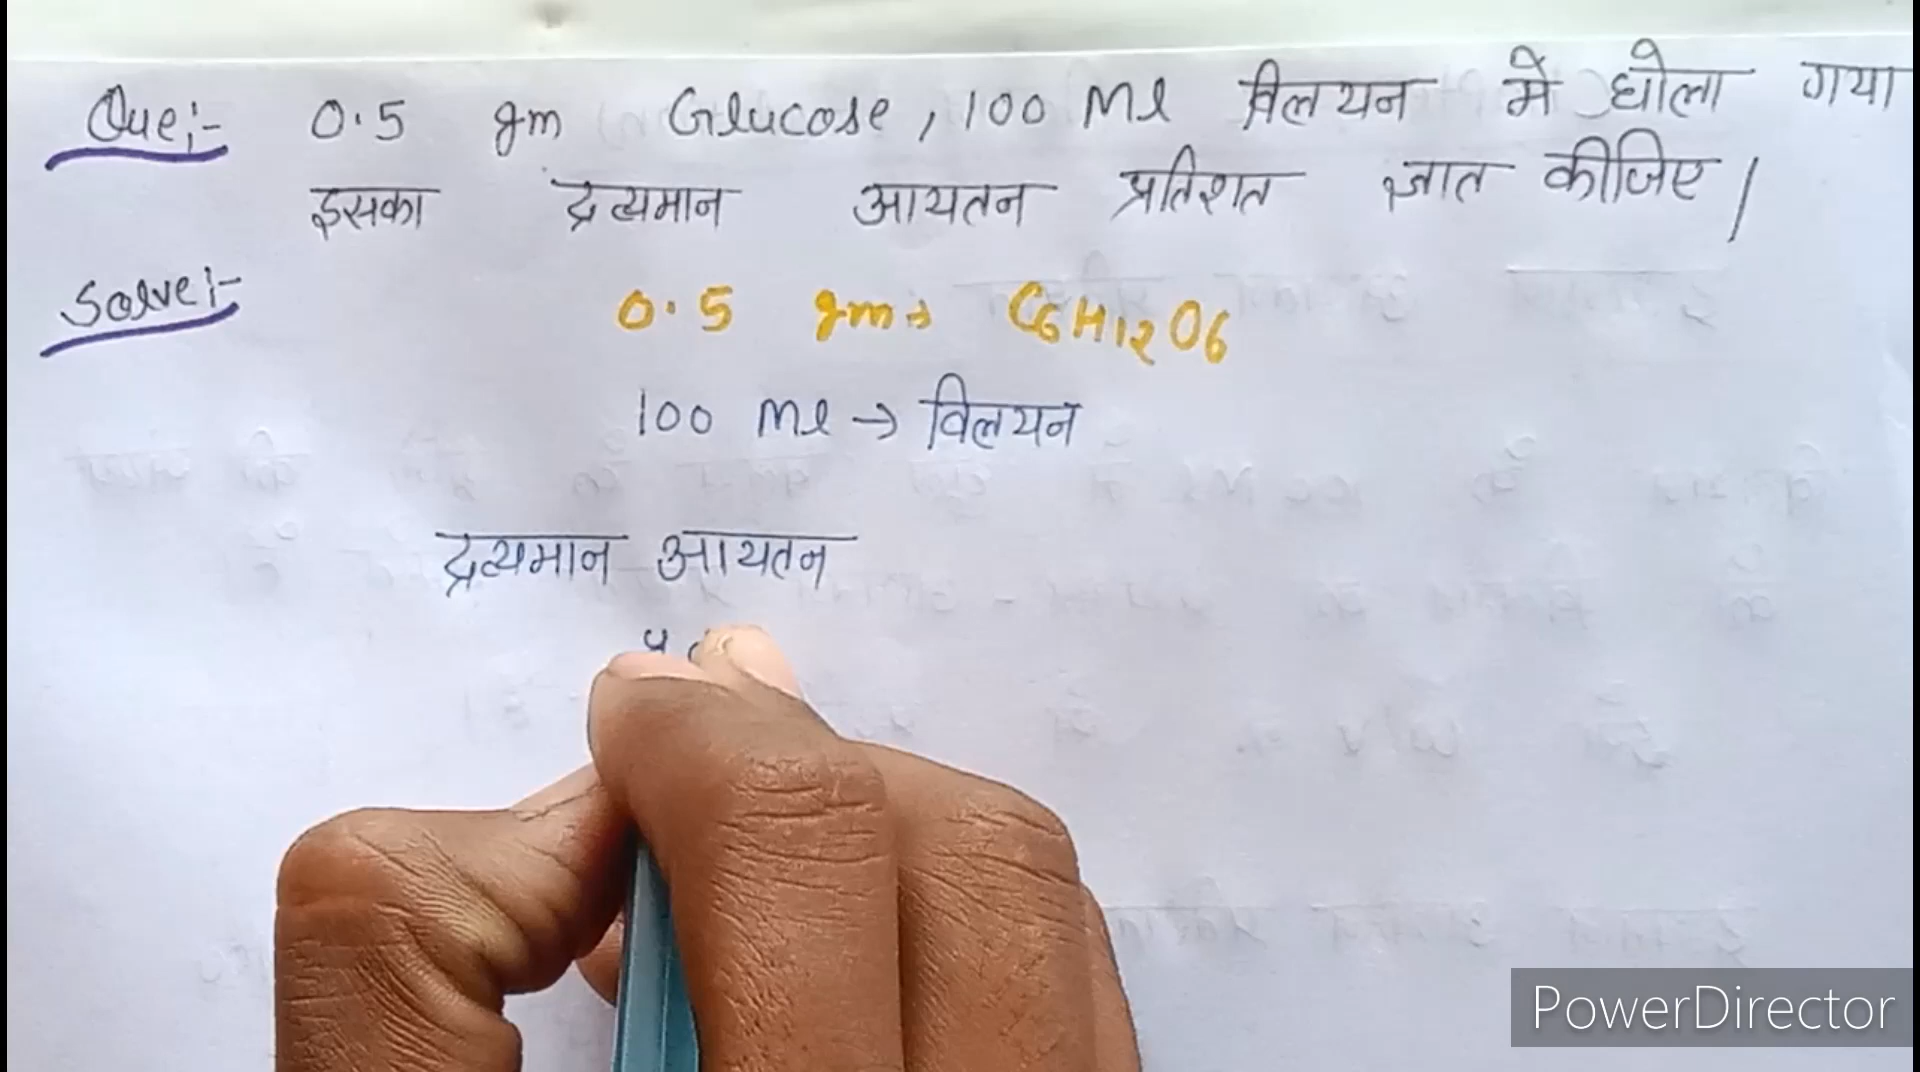 Que:- 0.5 gm Glucose, 100 Ml विलयन मे घोला गया
इसका द्रव्यमान आयतन प्रतिशत ज्ञात कीजिए।
Solve:-
0.5 gm→ C6H12O6
100 Ml → विलयन
द्रव्यमान आयतन
PowerDirector